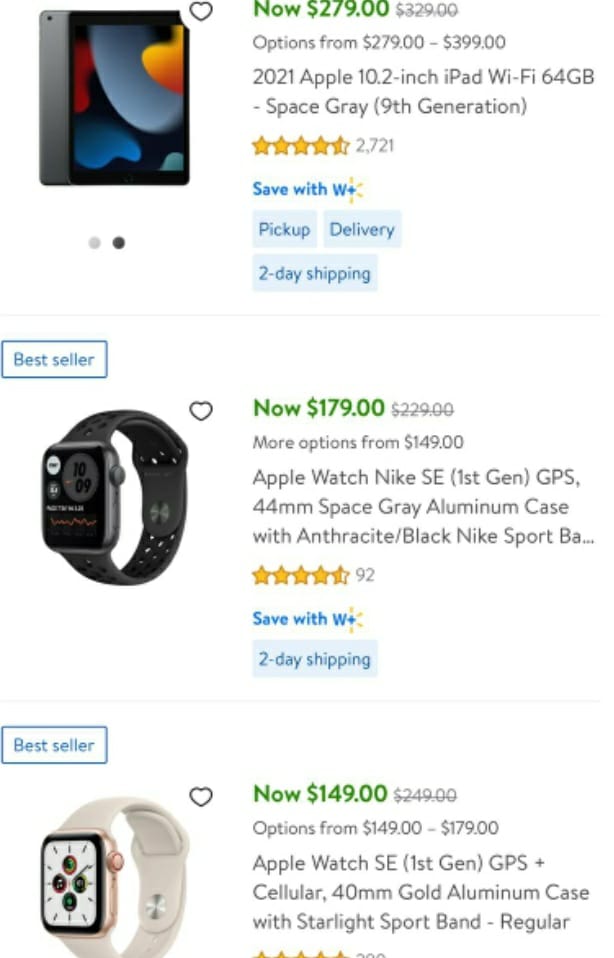 Now $279.00 $329.00
Options from $279.00 – $399.00
2021 Apple 10.2-inch iPad Wi-Fi 64GB
- Space Gray (9th Generation)
2,721
Save with W+
Pickup Delivery
2-day shipping
Best seller
Now $179.00 $229.00
More options from $149.00
Apple Watch Nike SE (1st Gen) GPS,
44mm Space Gray Aluminum Case
with Anthracite/Black Nike Sport Ba...
92
Save with W+
2-day shipping
10
09
Best seller
Now $149.00 $249.00
Options from $149.00 – $179.00
Apple Watch SE (1st Gen) GPS +
Cellular, 40mm Gold Aluminum Case
with Starlight Sport Band - Regular